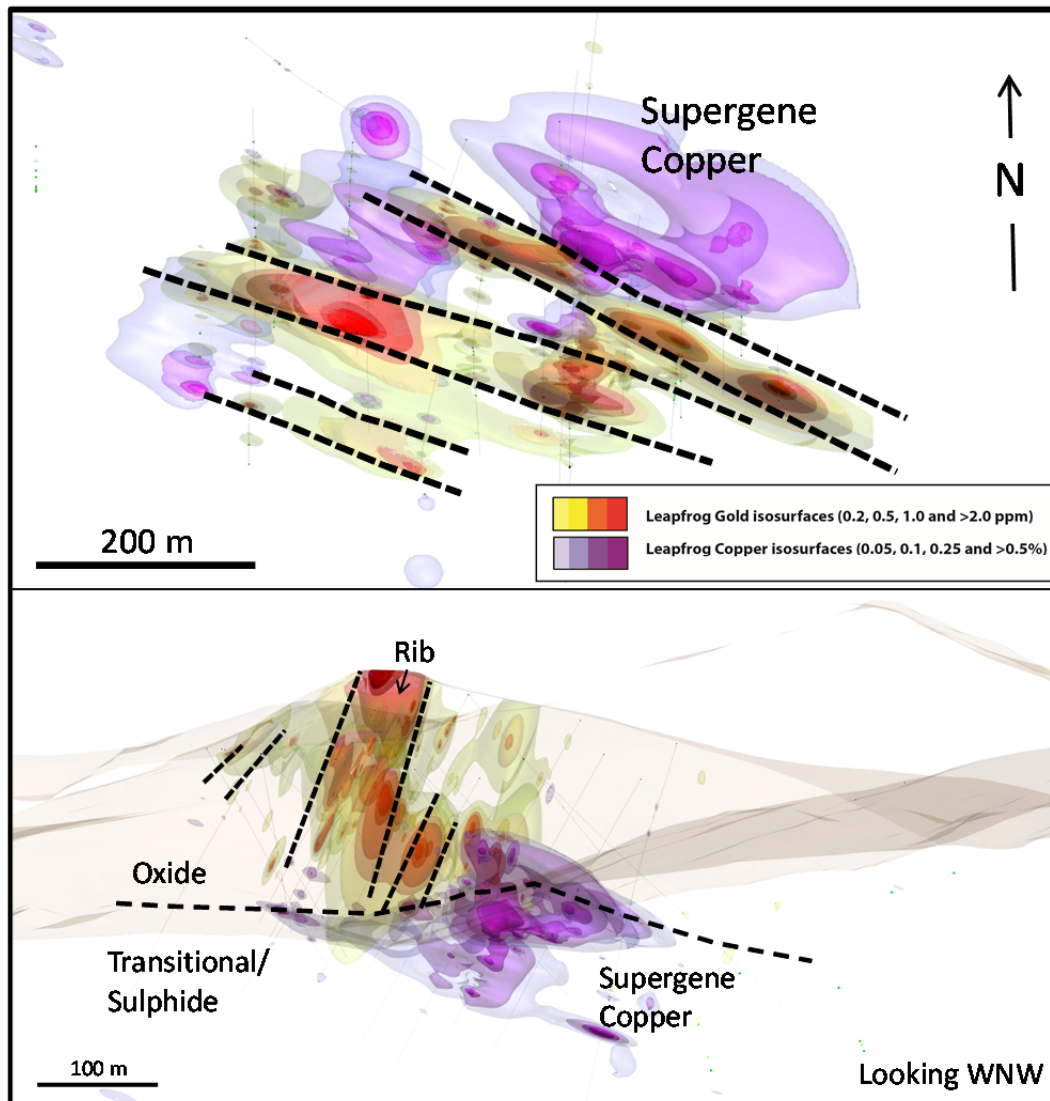 Supergene
Copper
N
200 m
Leapfrog Gold isosurfaces (0.2, 0.5, 1.0 and >2.0 ppm)
Leapfrog Copper isosurfaces (0.05, 0.1, 0.25 and >0.5%)
Rib
Oxide
Transitional/
Sulphide
Supergene
Copper
100 m
Looking WNW